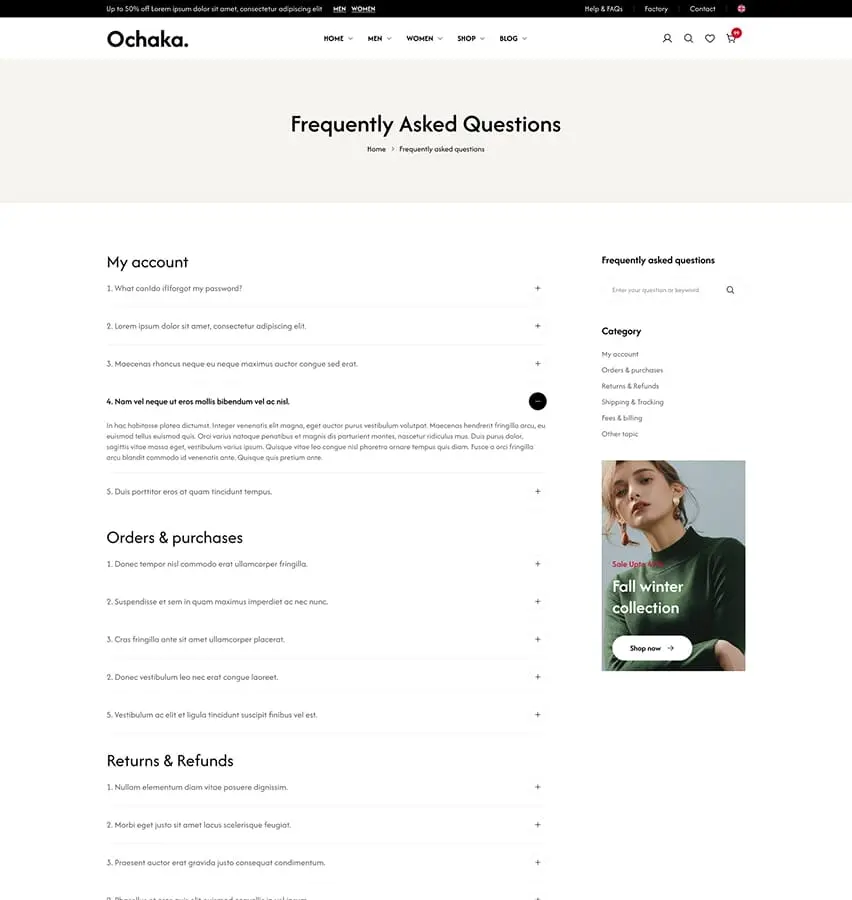 Up to 50% off Lorem ipsum dolor sit amet, consectetur adipiscing elit MEN WOMEN Help & FAQs Factory Contact
Ochaka. HOME MEN WOMEN SHOP BLOG 99
Frequently Asked Questions
Home > Frequently asked questions
My account
1. What canIdo ifIforgot my password? +
2. Lorem ipsum dolor sit amet, consectetur adipiscing elit. +
3. Maecenas rhoncus neque eu neque maximus auctor congue sed erat. +
4. Nam vel neque ut eros mollis bibendum vel ac nisl. −
In hac habitasse platea dictumst. Integer venenatis elit magna, eget auctor purus vestibulum volutpat. Maecenas hendrerit fringilla arcu, eu
euismod tellus euismod quis. Orci varius natoque penatibus et magnis dis parturient montes, nascetur ridiculus mus. Duis purus dolor,
sagittis vitae massa eget, vestibulum varius ipsum. Quisque vitae leo congue nisl pharetra ornare tempus quis diam. Fusce a orci fringilla
arcu blandit commodo id venenatis ante. Quisque quis pretium ante.
5. Duis porttitor eros at quam tincidunt tempus. +
Orders & purchases
1. Donec tempor nisl commodo erat ullamcorper fringilla. +
2. Suspendisse et sem in quam maximus imperdiet ac nec nunc. +
3. Cras fringilla ante sit amet ullamcorper placerat. +
2. Donec vestibulum leo nec erat congue laoreet. +
5. Vestibulum ac elit et ligula tincidunt suscipit finibus vel est. +
Returns & Refunds
1. Nullam elementum diam vitae posuere dignissim. +
2. Morbi eget justo sit amet lacus scelerisque feugiat. +
3. Praesent auctor erat gravida justo consequat condimentum. +
Frequently asked questions
Enter your question or keyword
Category
My account
Orders & purchases
Returns & Refunds
Shipping & Tracking
Fees & billing
Other topic
Sale Upto
Fall winter
collection
Shop now →